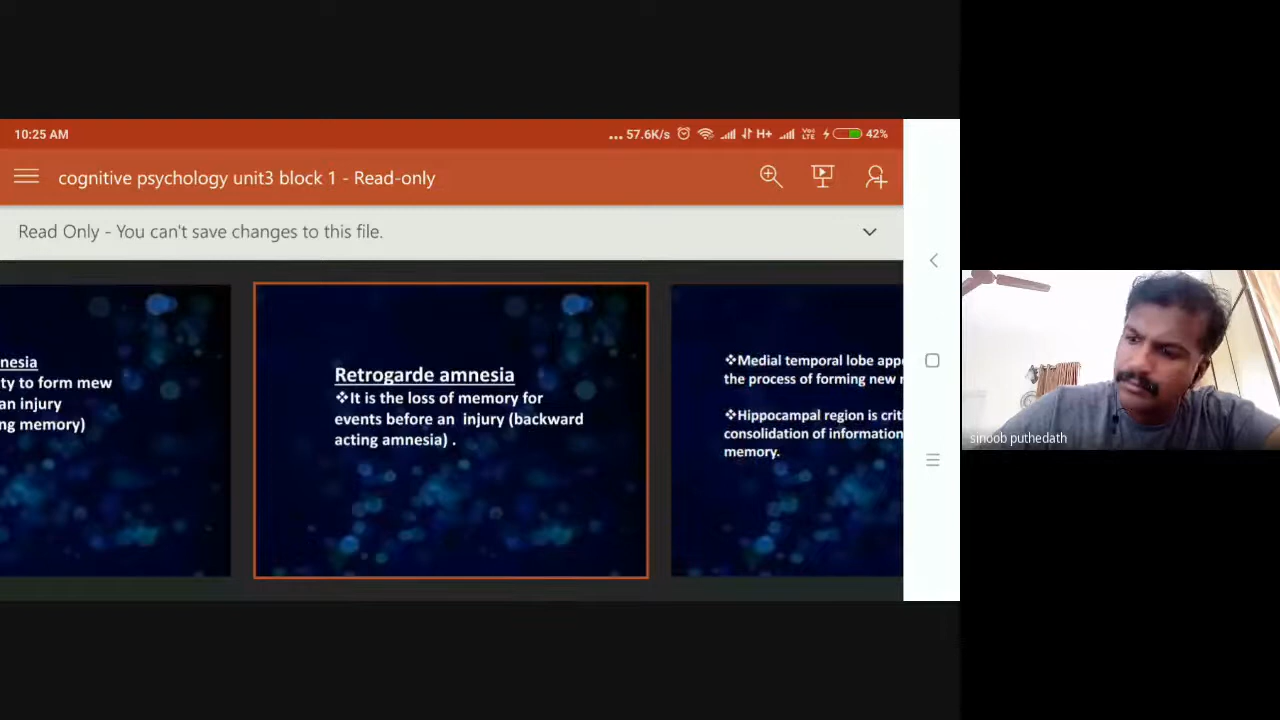 10:25 AM
... 57.6K/s H+ Vo) LTE 42%
cognitive psychology unit3 block 1 - Read-only
Read Only - You can't save changes to this file.
nesia
ty to form mew
an injury
ng memory)
Retrogarde amnesia
❖It is the loss of memory for
events before an injury (backward
acting amnesia) .
❖Medial temporal lobe app
the process of forming new
❖Hippocampal region is criti
consolidation of information
memory.
sinoob puthedath